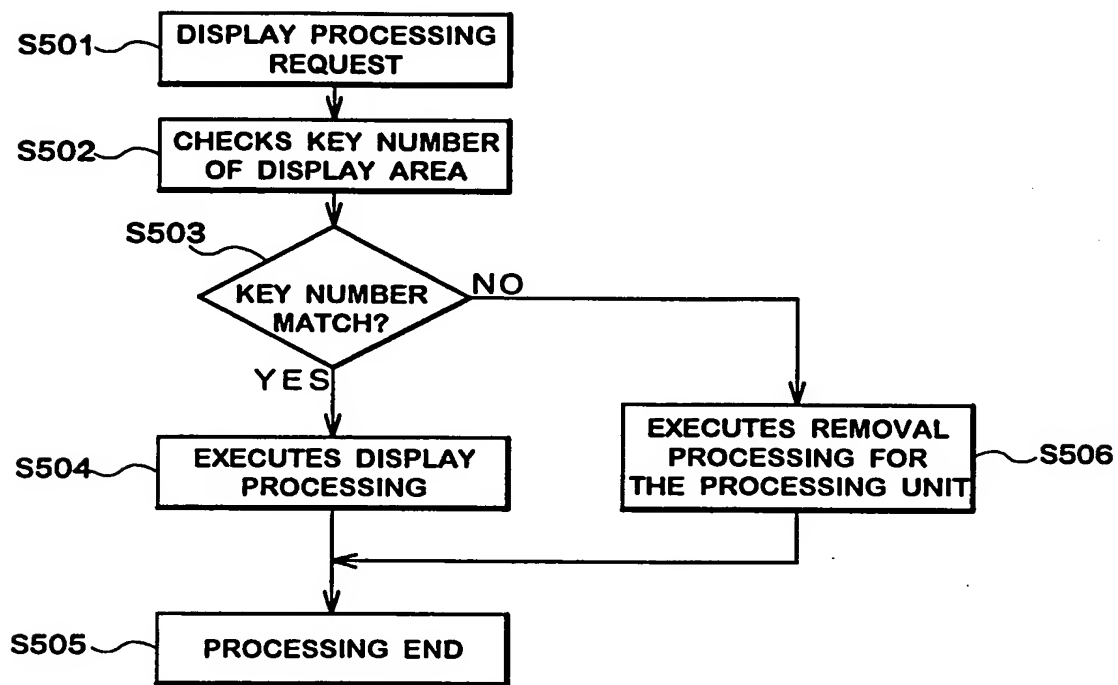 S501
DISPLAY PROCESSING
REQUEST
S502
CHECKS KEY NUMBER
OF DISPLAY AREA
S503
KEY NUMBER
MATCH?
NO
YES
S504
EXECUTES DISPLAY
PROCESSING
EXECUTES REMOVAL
PROCESSING FOR
THE PROCESSING UNIT
S506
S505
PROCESSING END